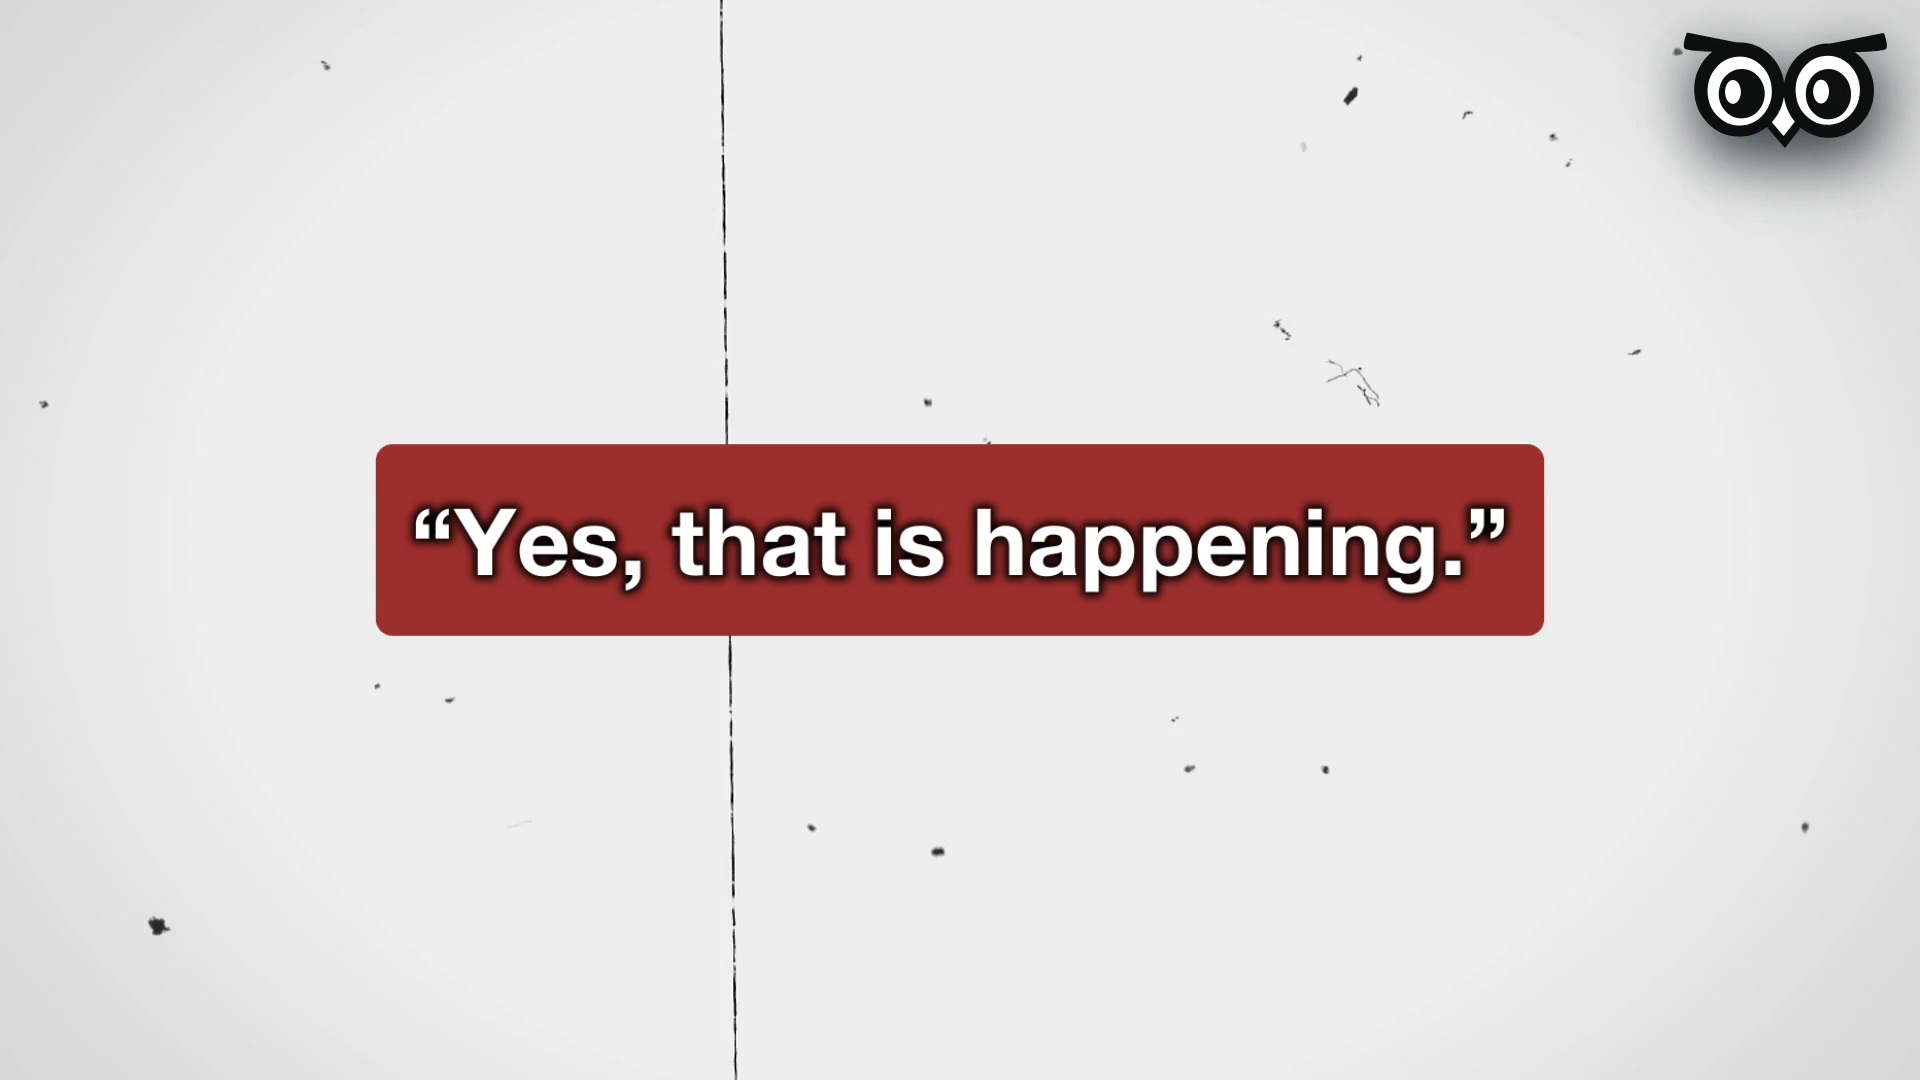 “Yes, that is happening.”